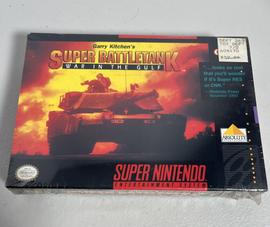 Garry Kitchen's
SUPER BATTLETANK
WAR IN THE GULF
"...looks so real
that you'll wonder
if it's Super NES
or CNN."
ABSOLUTE
SUPER NINTENDO
ENTERTAINMENT SYSTEM